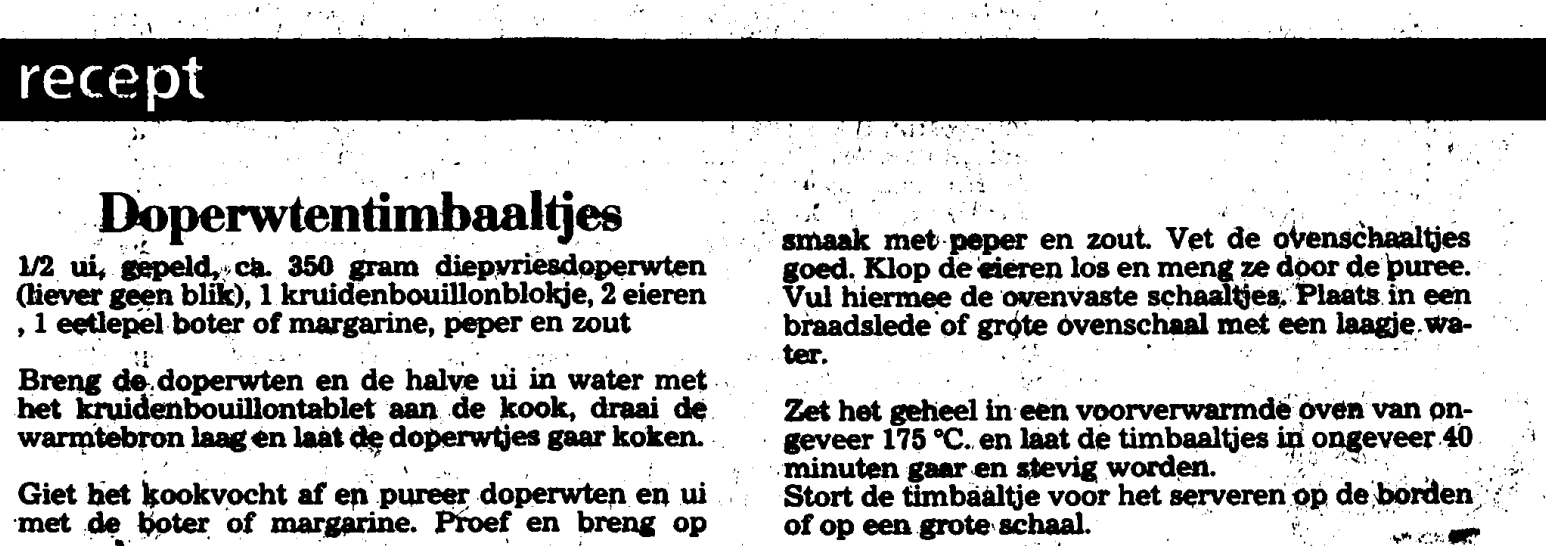 recept
Doperwtentimbaaltjes
1/2 ui, gepeld, ca. 350 gram diepvriesdoperwten
(liever geen blik), 1 kruidenbouillonblokje, 2 eieren
, 1 eetlepel boter of margarine, peper en zout
Breng de doperwten en de halve ui in water met
het kruidenbouillontablet aan de kook, draai de
warmtebron laag en laat de doperwtjes gaar koken.
Giet het kookvocht af en pureer doperwten en ui
met de boter of margarine. Proef en breng op
smaak met peper en zout. Vet de ovenschaaltjes
goed. Klop de eieren los en meng ze door de puree.
Vul hiermee de ovenvaste schaaltjes. Plaats in een
braadslede of grote ovenschaal met een laagje wa-
ter.
Zet het geheel in een voorverwarmde oven van on-
geveer 175 °C. en laat de timbaaltjes in ongeveer 40
minuten gaar en stevig worden.
Stort de timbaaltje voor het serveren op de borden
of op een grote schaal.